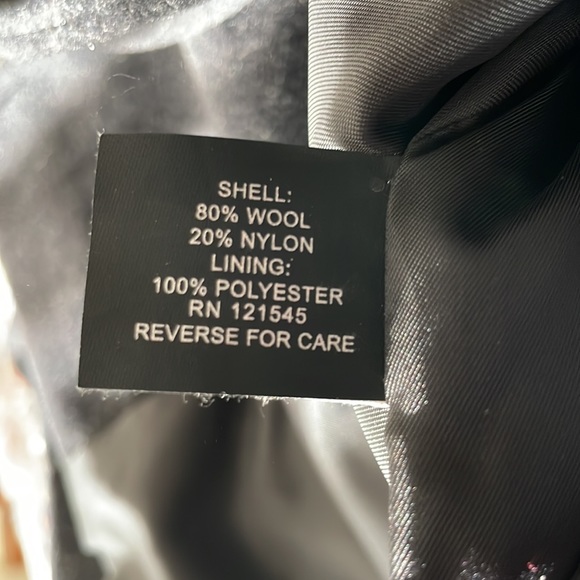 SHELL:
80% WOOL
20% NYLON
LINING:
100% POLYESTER
RN 121545
REVERSE FOR CARE